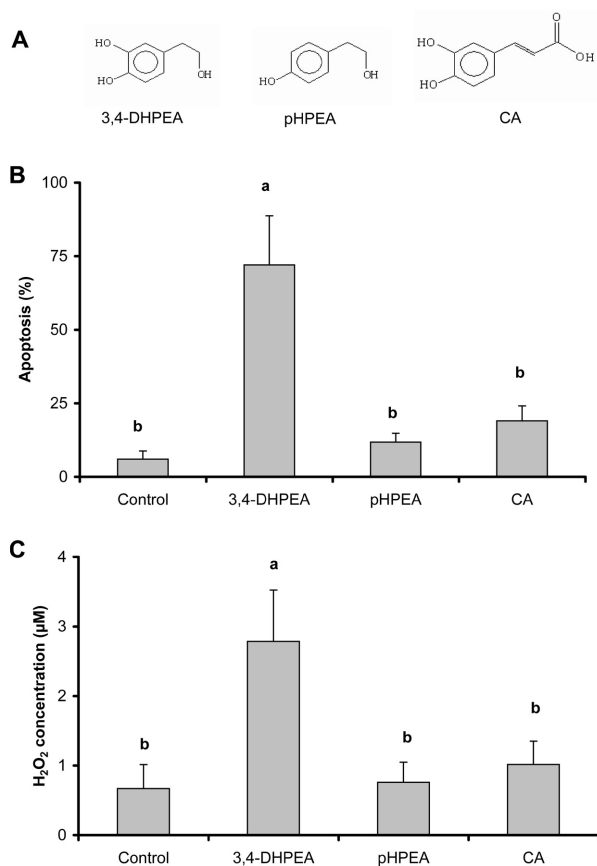 A
HO
HO
OH
3,4-DHPEA
HO
OH
pHPEA
HO
HO
O
OH
CA
B
Apoptosis (%)
100
75
50
25
0
b
a
b
b
Control
3,4-DHPEA
pHPEA
CA
C
H₂O₂ concentration (µM)
4
3
2
1
0
b
a
b
b
Control
3,4-DHPEA
pHPEA
CA